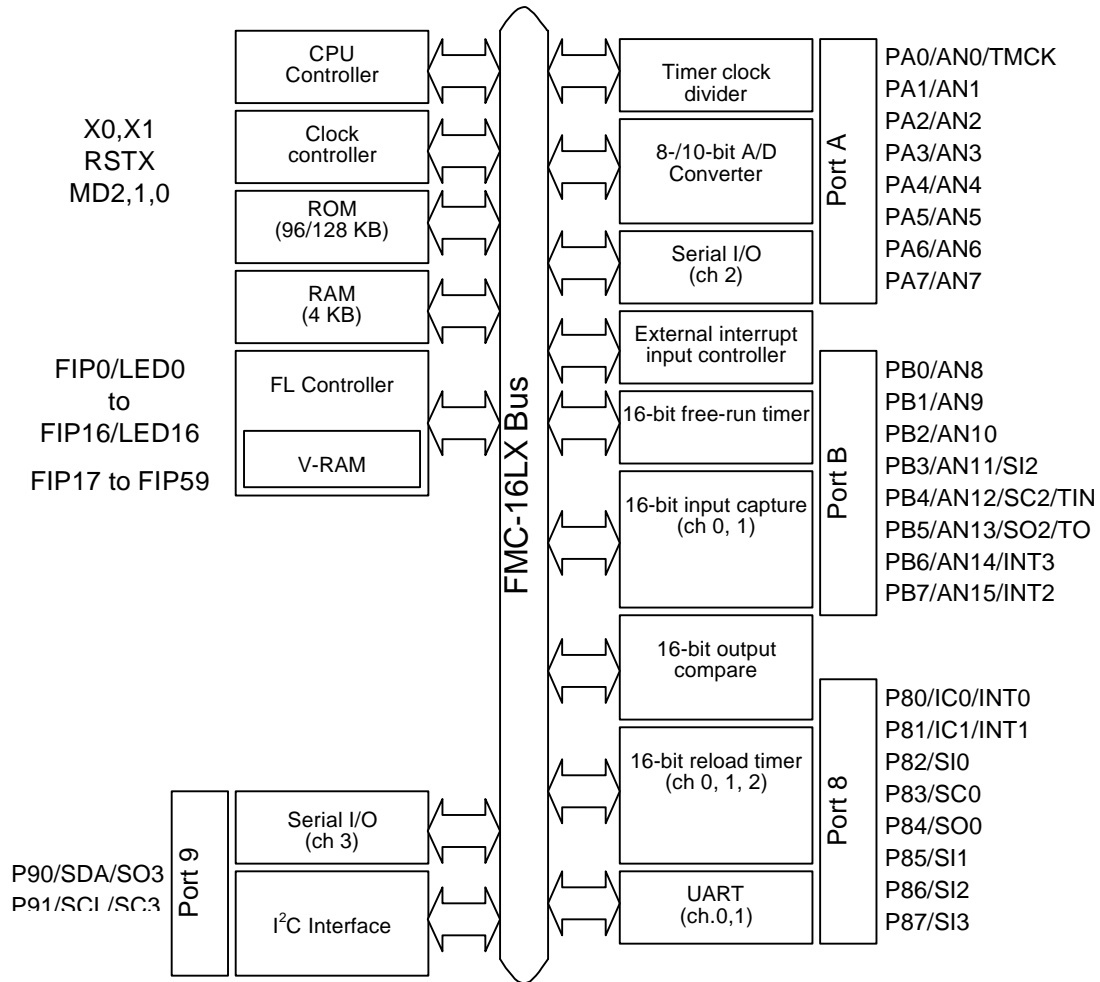 CPU
Controller
Clock
controller
ROM
(96/128 KB)
RAM
(4 KB)
FL Controller
V-RAM
X0,X1
RSTX
MD2,1,0
FIP0/LED0
to
FIP16/LED16
FIP17 to FIP59
Serial I/O
(ch 3)
I²C Interface
Port 9
P90/SDA/SO3
P91/SCL/SC3
FMC-16LX Bus
Timer clock
divider
8-/10-bit A/D
Converter
Serial I/O
(ch 2)
External interrupt
input controller
16-bit free-run timer
16-bit input capture
(ch 0, 1)
16-bit output
compare
16-bit reload timer
(ch 0, 1, 2)
UART
(ch.0,1)
Port A
PA0/AN0/TMCK
PA1/AN1
PA2/AN2
PA3/AN3
PA4/AN4
PA5/AN5
PA6/AN6
PA7/AN7
Port B
PB0/AN8
PB1/AN9
PB2/AN10
PB3/AN11/SI2
PB4/AN12/SC2/TIN
PB5/AN13/SO2/TO
PB6/AN14/INT3
PB7/AN15/INT2
Port 8
P80/IC0/INT0
P81/IC1/INT1
P82/SI0
P83/SC0
P84/SO0
P85/SI1
P86/SI2
P87/SI3